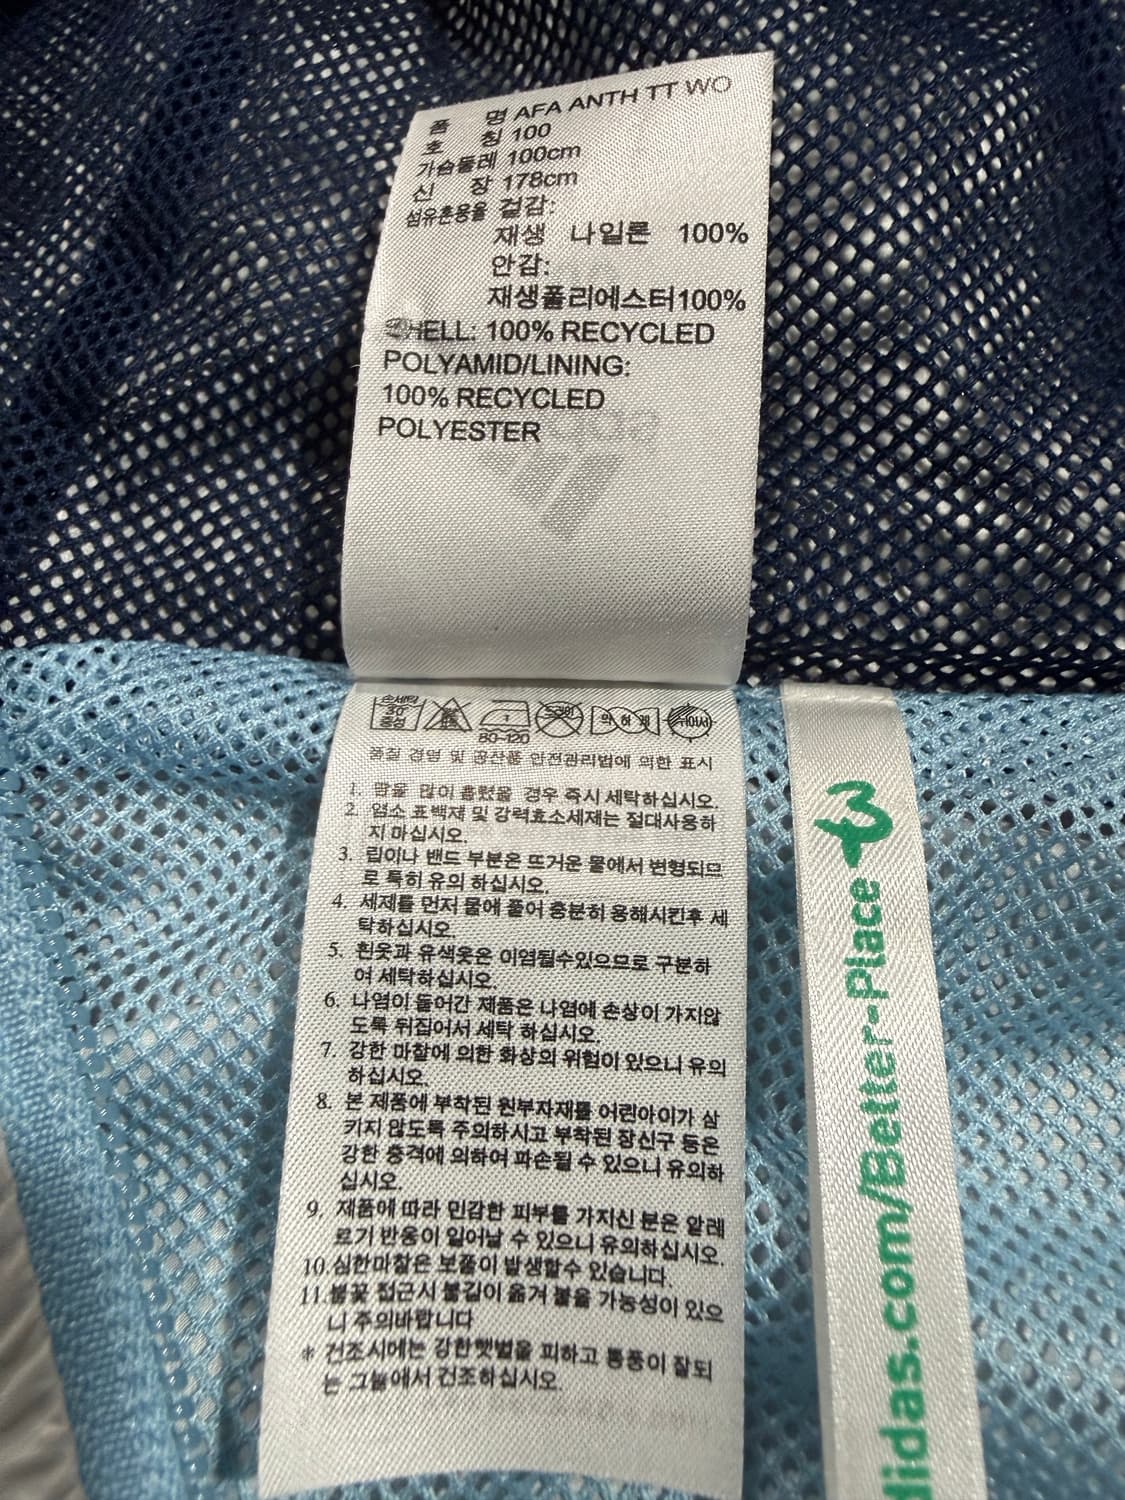 품 명 AFA ANTH TT WO
호 칭 100
가슴둘레 100cm
신 장 178cm
섬유혼용율 겉감:
재생 나일론 100%
안감:
재생폴리에스터100%
SHELL: 100% RECYCLED
POLYAMID/LINING:
100% RECYCLED
POLYESTER
손세탁
30°
중성
80-120
드라이
약하게
뉘어서
품질 경영 및 공산품 안전관리법에 의한 표시
1. 땀을 많이 흘렸을 경우 즉시 세탁하십시오.
2. 염소 표백제 및 강력효소세제는 절대사용하
지 마십시오.
3. 립이나 밴드 부분은 뜨거운 물에서 변형되므
로 특히 유의 하십시오.
4. 세제를 먼저 물에 풀어 충분히 용해시킨후 세
탁하십시오.
5. 흰옷과 유색옷은 이염될수있으므로 구분하
여 세탁하십시오.
6. 나염이 들어간 제품은 나염에 손상이 가지않
도록 뒤집어서 세탁 하십시오.
7. 강한 마찰에 의한 화상의 위험이 있으니 유의
하십시오.
8. 본 제품에 부착된 원부자재를 어린아이가 삼
키지 않도록 주의하시고 부착된 장신구 등은
강한 충격에 의하여 파손될 수 있으니 유의하
십시오.
9. 제품에 따라 민감한 피부를 가지신 분은 알레
르기 반응이 일어날 수 있으니 유의하십시오.
10.심한마찰은 보풀이 발생할수 있습니다.
11.불꽃 접근시 불길이 옮겨 붙을 가능성이 있으
니 주의바랍니다
* 건조시에는 강한햇볕을 피하고 통풍이 잘되
는 그늘에서 건조하십시오.
didas.com/Better-Place